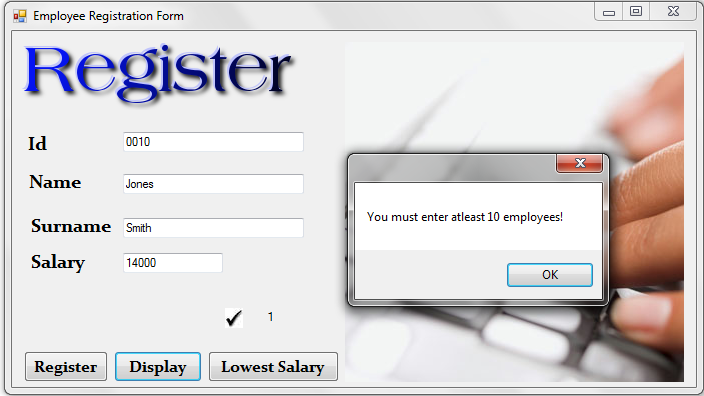 Employee Registration Form
Register
Id 0010
Name Jones
Surname Smith
Salary 14000
1
Register Display Lowest Salary
You must enter atleast 10 employees!
OK